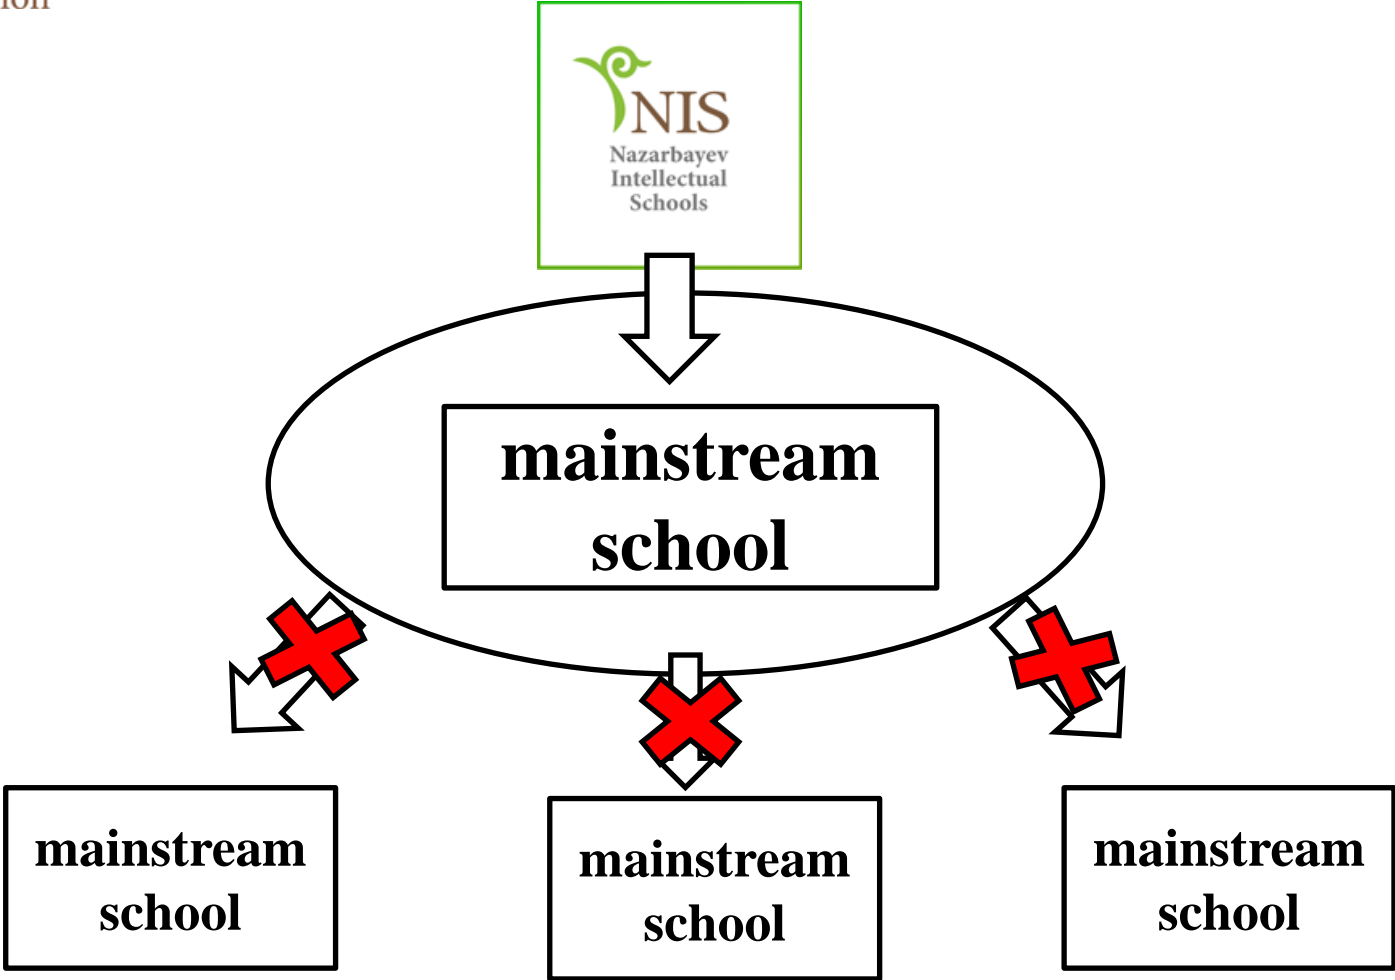 NIS
Nazarbayev
Intellectual
Schools
mainstream
school
mainstream
school
mainstream
school
mainstream
school